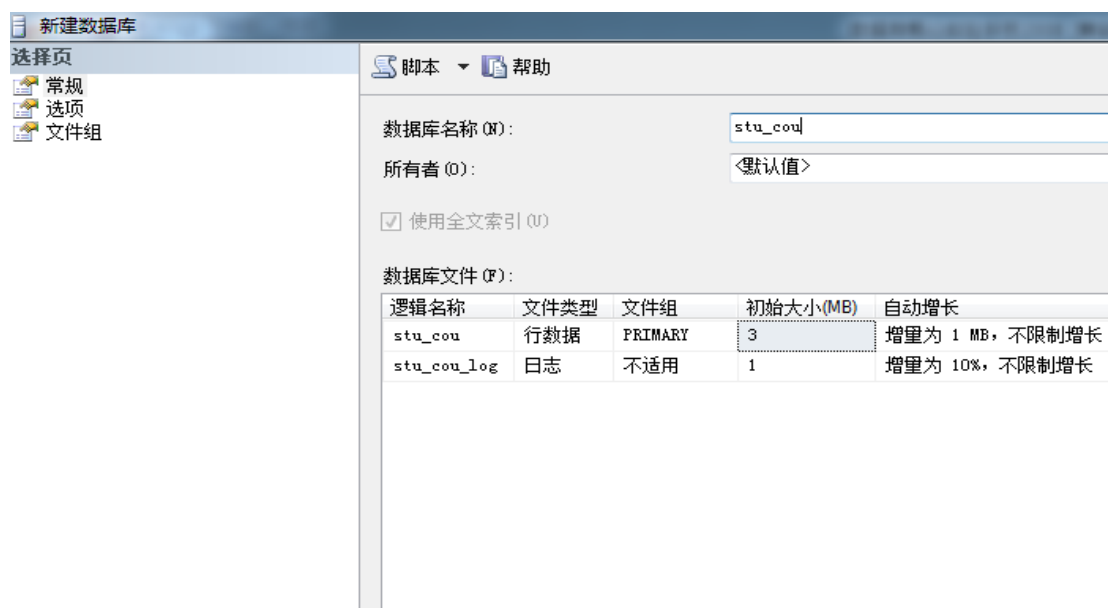 新建数据库
选择页
常规
选项
文件组
脚本 帮助
数据库名称(N):
stu_cou
所有者(O):
<默认值>
使用全文索引(U)
数据库文件(F):
逻辑名称 文件类型 文件组 初始大小(MB) 自动增长
stu_cou 行数据 PRIMARY 3 增量为 1 MB，不限制增长
stu_cou_log 日志 不适用 1 增量为 10%，不限制增长